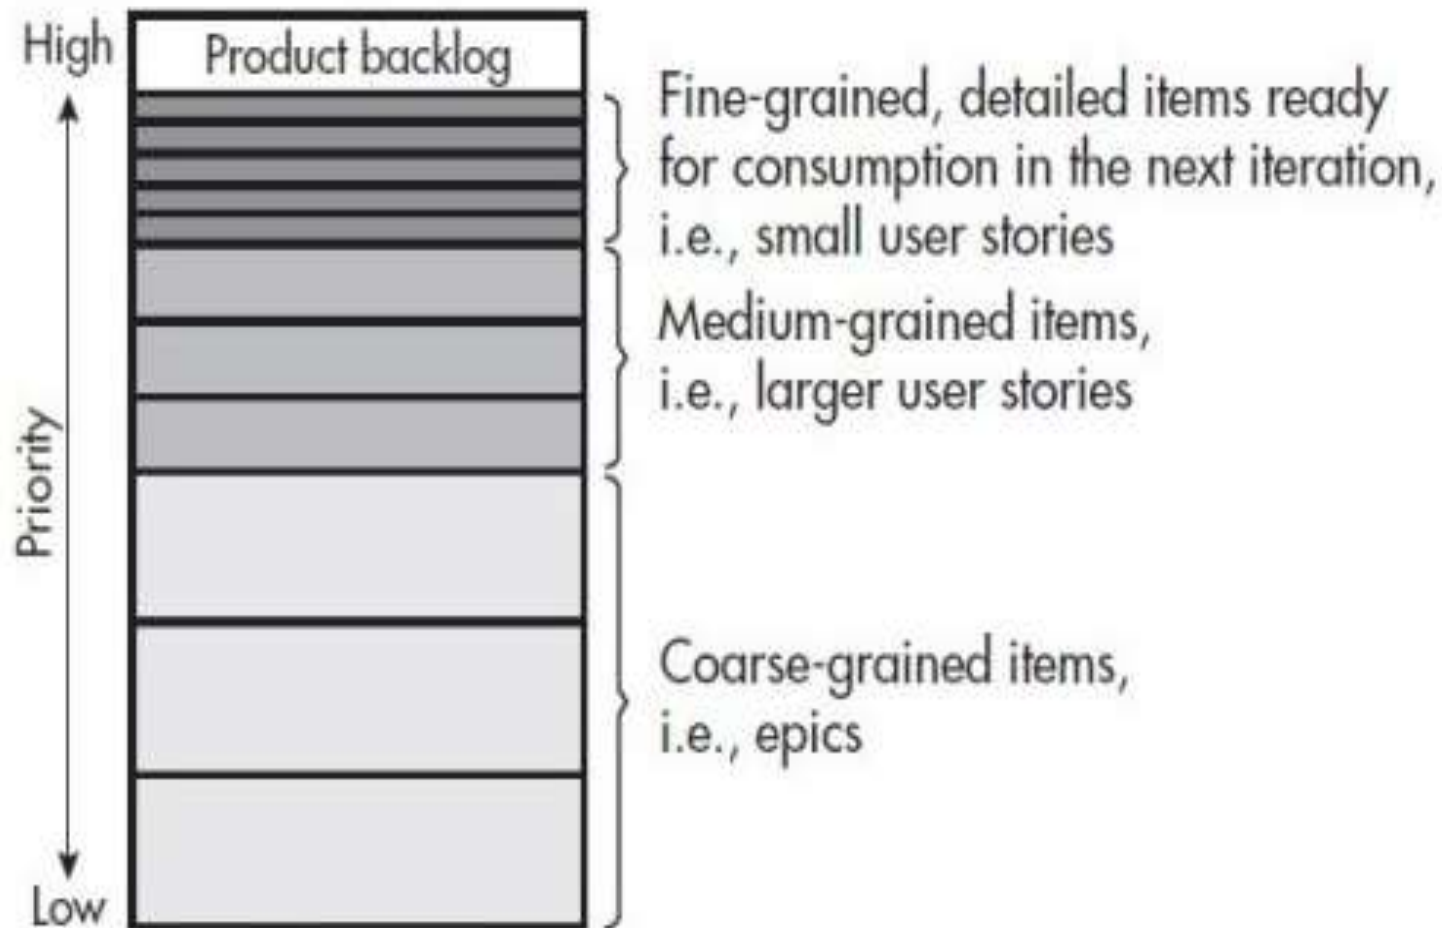 High
Product backlog
Fine-grained, detailed items ready
for consumption in the next iteration,
i.e., small user stories
Medium-grained items,
i.e., larger user stories
Priority
Coarse-grained items,
i.e., epics
Low